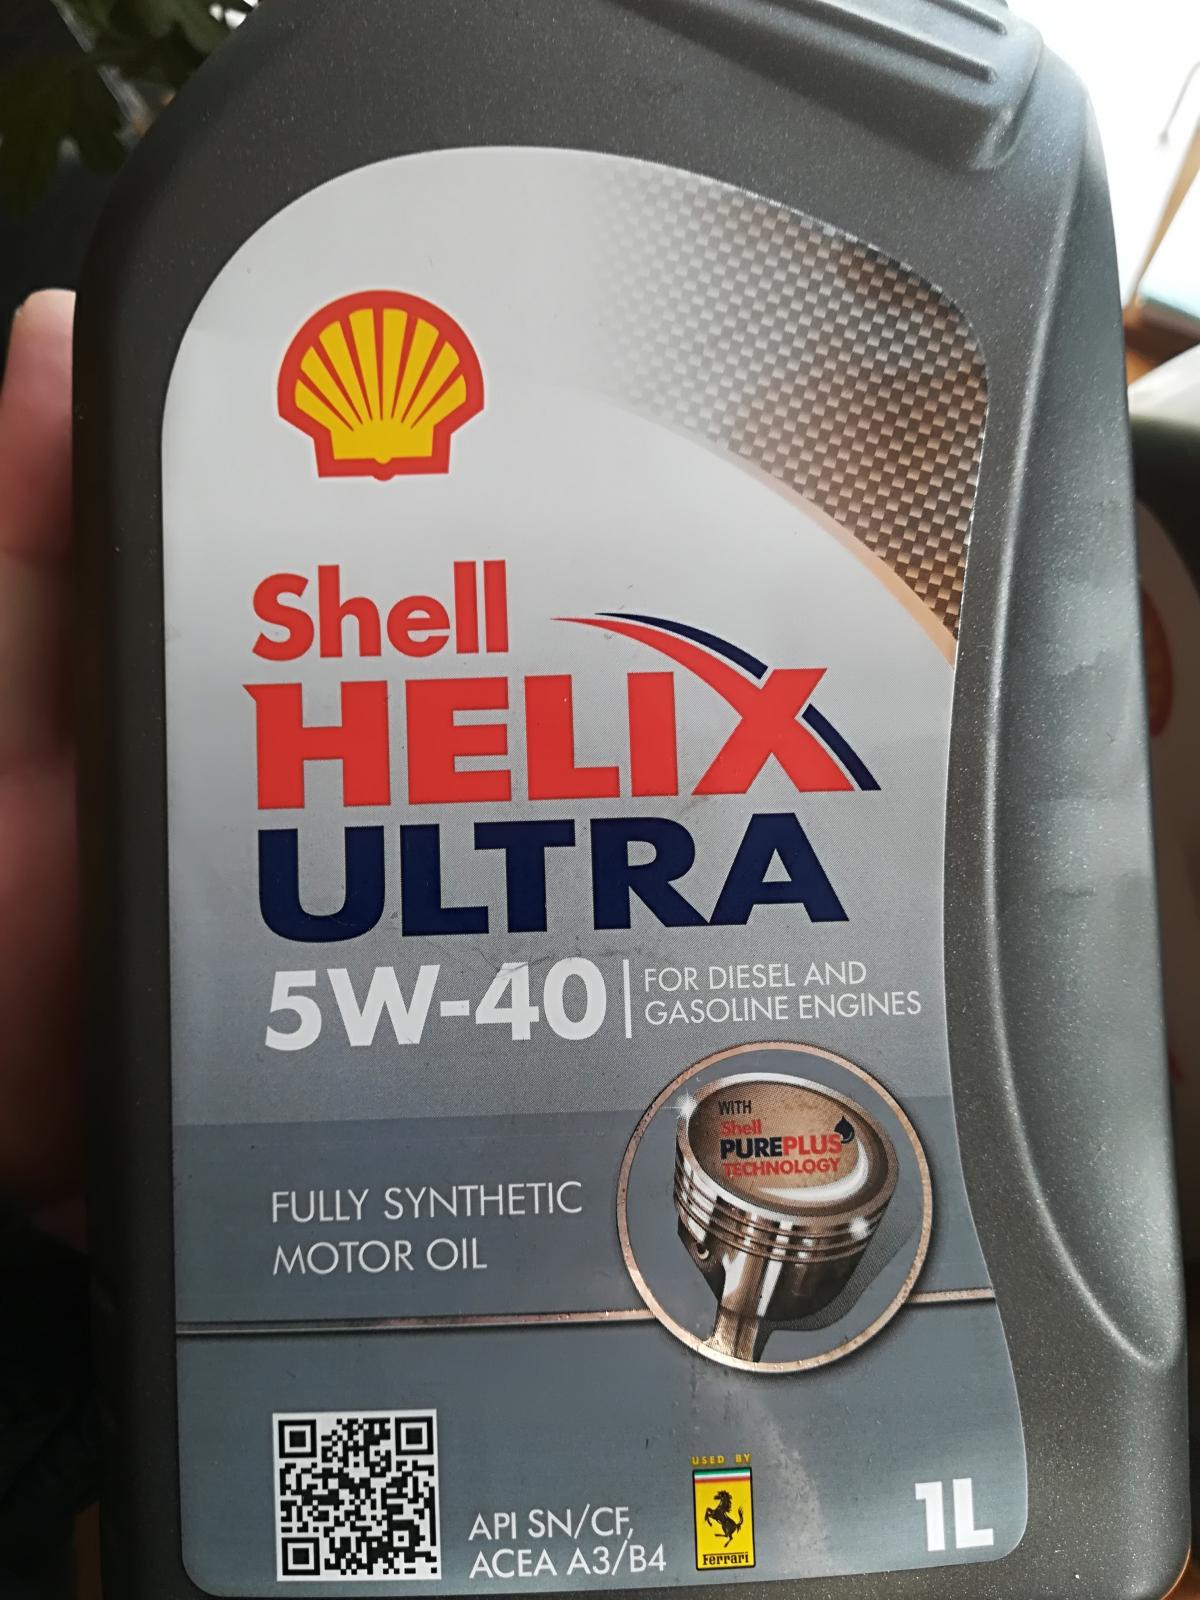 Shell
HELIX
ULTRA
5W-40
FOR DIESEL AND
GASOLINE ENGINES
WITH
Shell
PUREPLUS
TECHNOLOGY
FULLY SYNTHETIC
MOTOR OIL
API SN/CF,
ACEA A3/B4
USED BY
Ferrari
1L